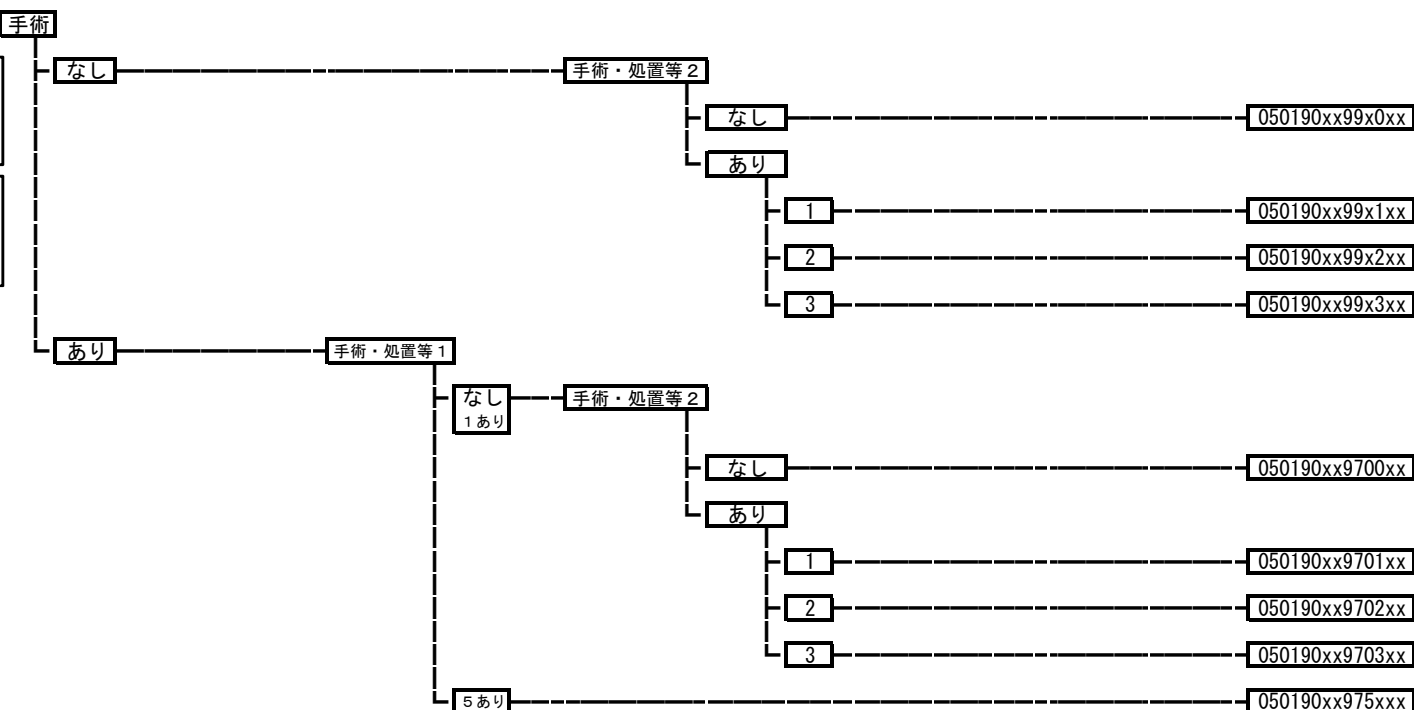 手術
なし
手術・処置等2
なし
050190xx99x0xx
あり
1
050190xx99x1xx
2
050190xx99x2xx
3
050190xx99x3xx
あり
手術・処置等1
なし
1あり
手術・処置等2
なし
050190xx9700xx
あり
1
050190xx9701xx
2
050190xx9702xx
3
050190xx9703xx
5あり
050190xx975xxx